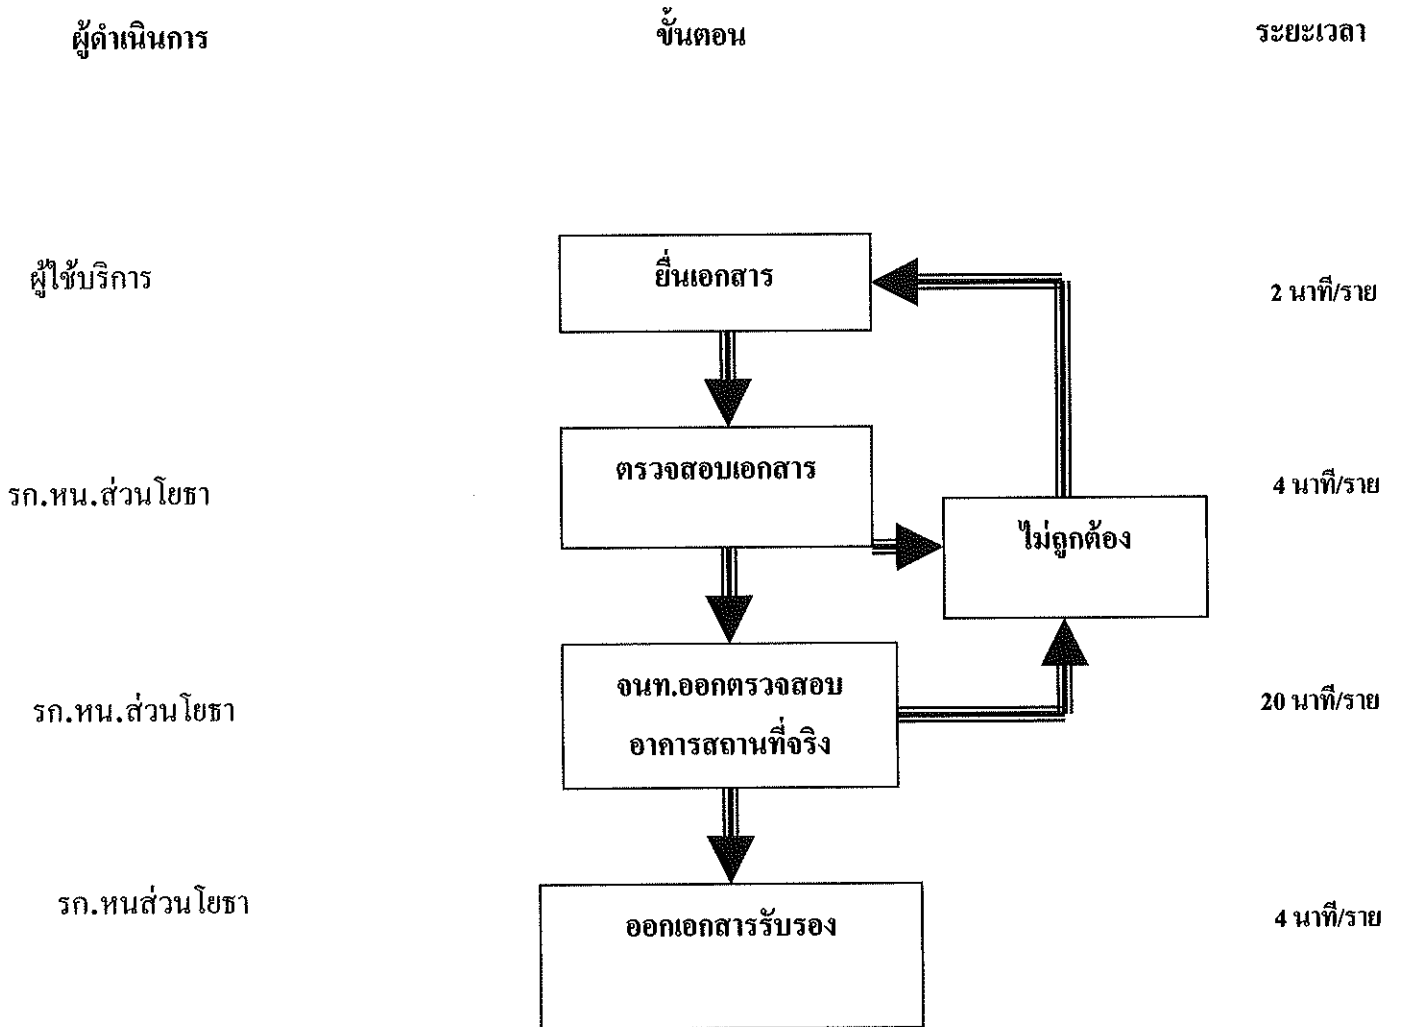 ผู้ดำเนินการ ขั้นตอน ระยะเวลา
ผู้ใช้บริการ ยื่นเอกสาร 2 นาที/ราย
รก.หน.ส่วนโยธา ตรวจสอบเอกสาร 4 นาที/ราย
ไม่ถูกต้อง
รก.หน.ส่วนโยธา จนท.ออกตรวจสอบ 20 นาที/ราย
อาคารสถานที่จริง
รก.หนส่วนโยธา ออกเอกสารรับรอง 4 นาที/ราย